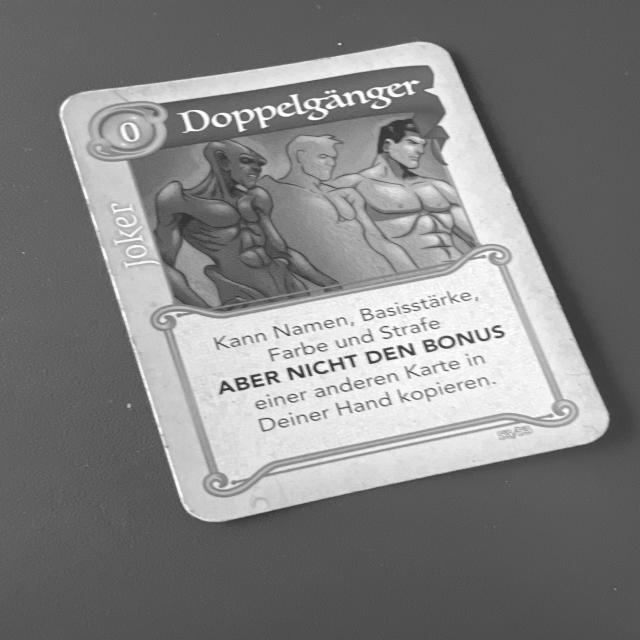 0
Doppelgänger
Joker
Kann Namen, Basisstärke,
Farbe und Strafe
ABER NICHT DEN BONUS
einer anderen Karte in
Deiner Hand kopieren.